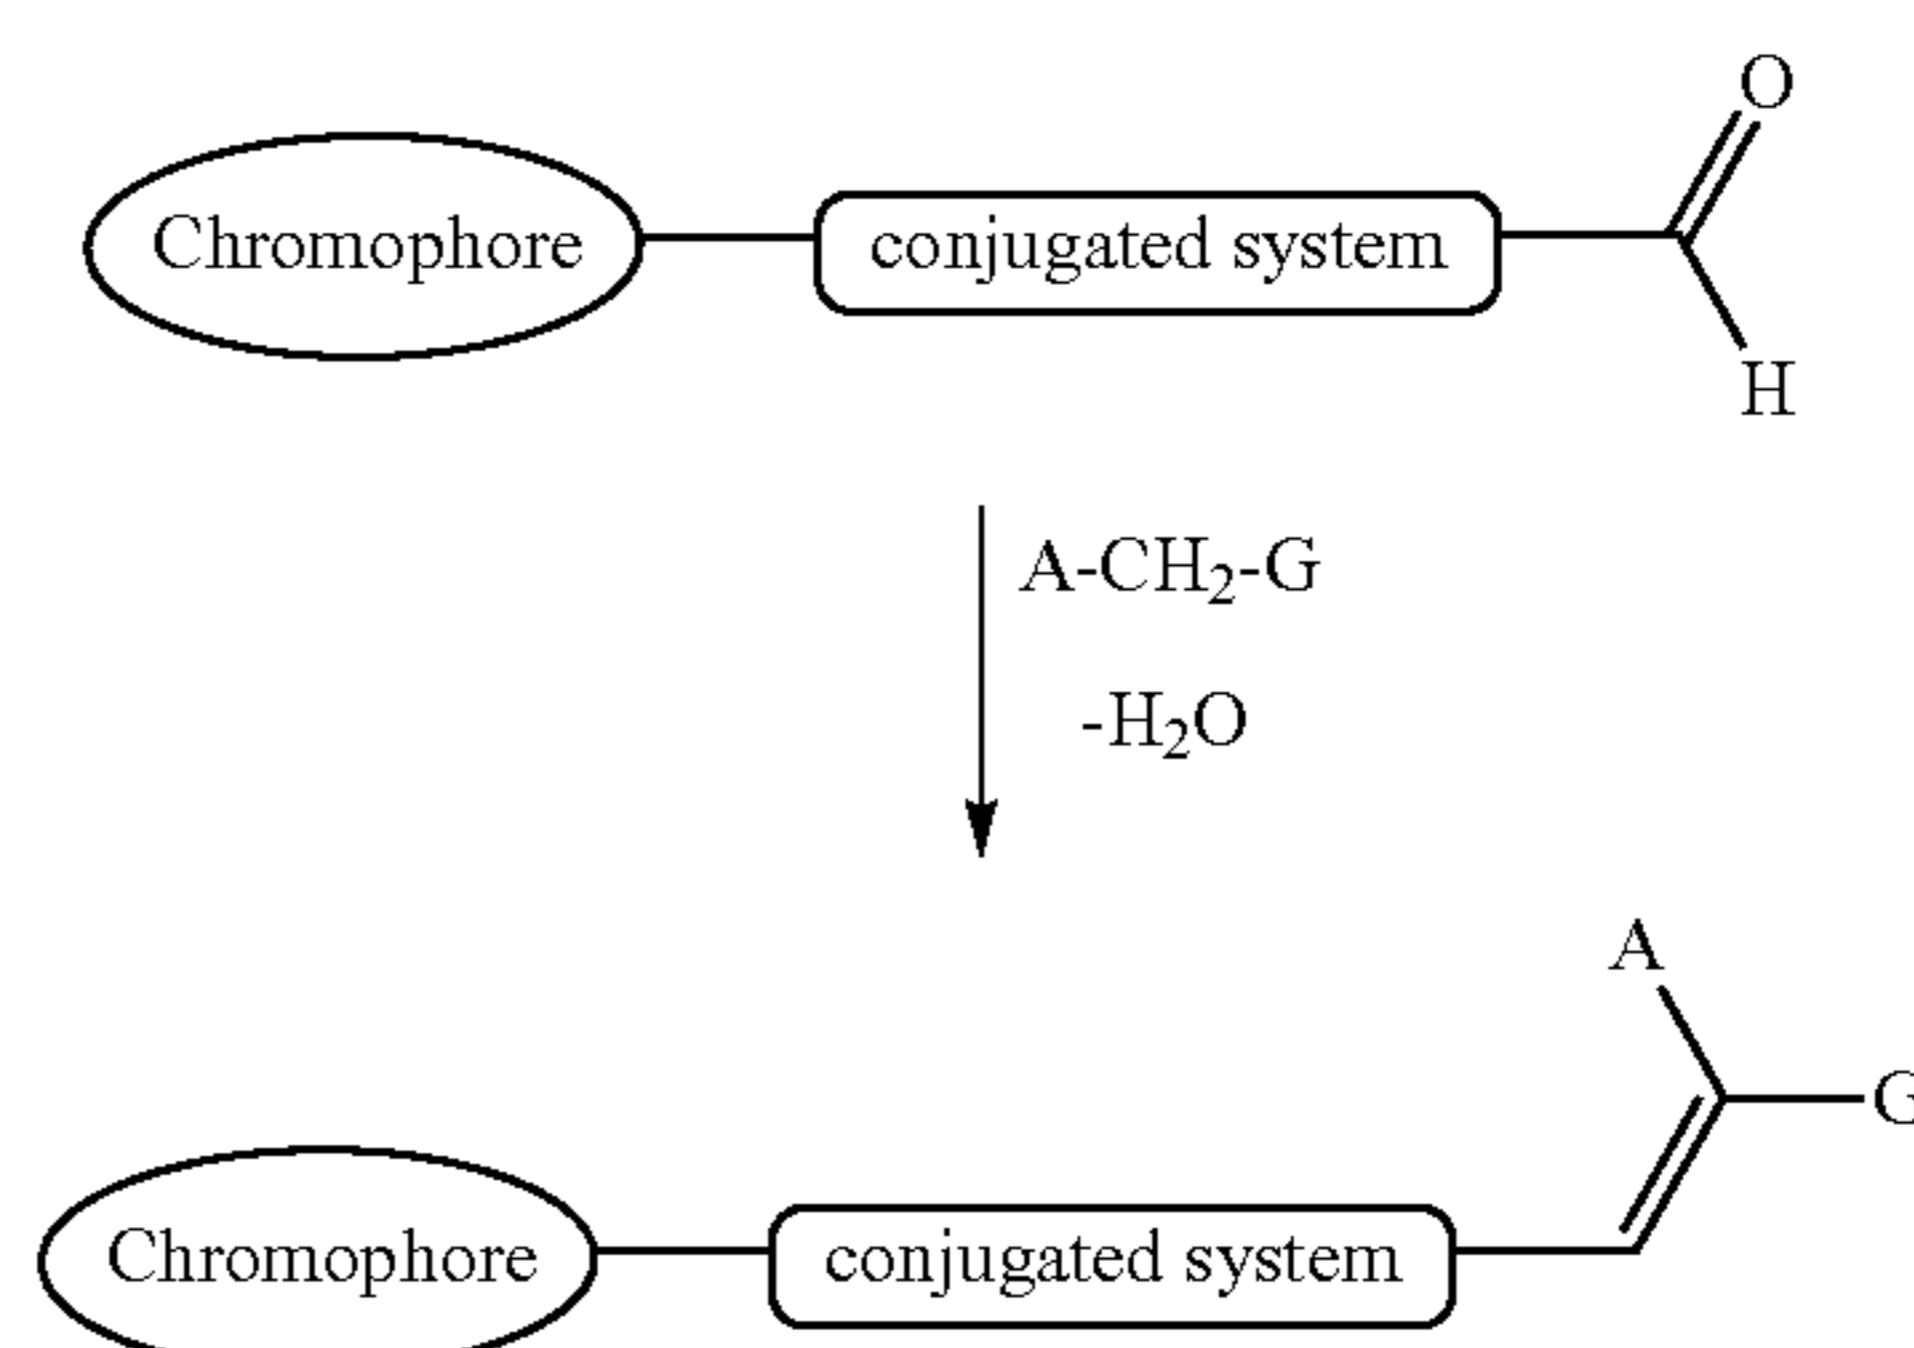 O
Chromophore conjugated system
H
A-CH₂-G
-H₂O
A
G
Chromophore conjugated system